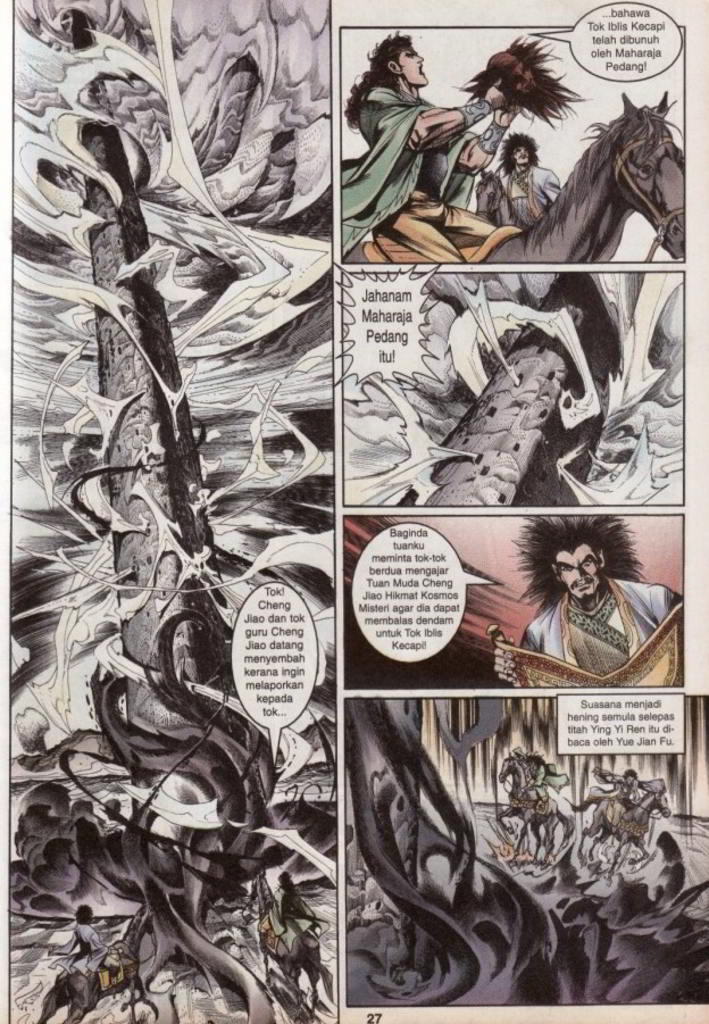 Tok!
Cheng
Jiao dan tok
guru Cheng
Jiao datang
menyembah
kerana ingin
melaporkan
kepada
tok...
...bahawa
Tok Iblis Kecapi
telah dibunuh
oleh Maharaja
Pedang!
Jahanam
Maharaja
Pedang
itu!
Baginda
tuanku
meminta tok-tok
berdua mengajar
Tuan Muda Cheng
Jiao Hikmat Kosmos
Misteri agar dia dapat
membalas dendam
untuk Tok Iblis
Kecapi!
Suasana menjadi
hening semula selepas
titah Ying Yi Ren itu di-
baca oleh Yue Jian Fu.
27